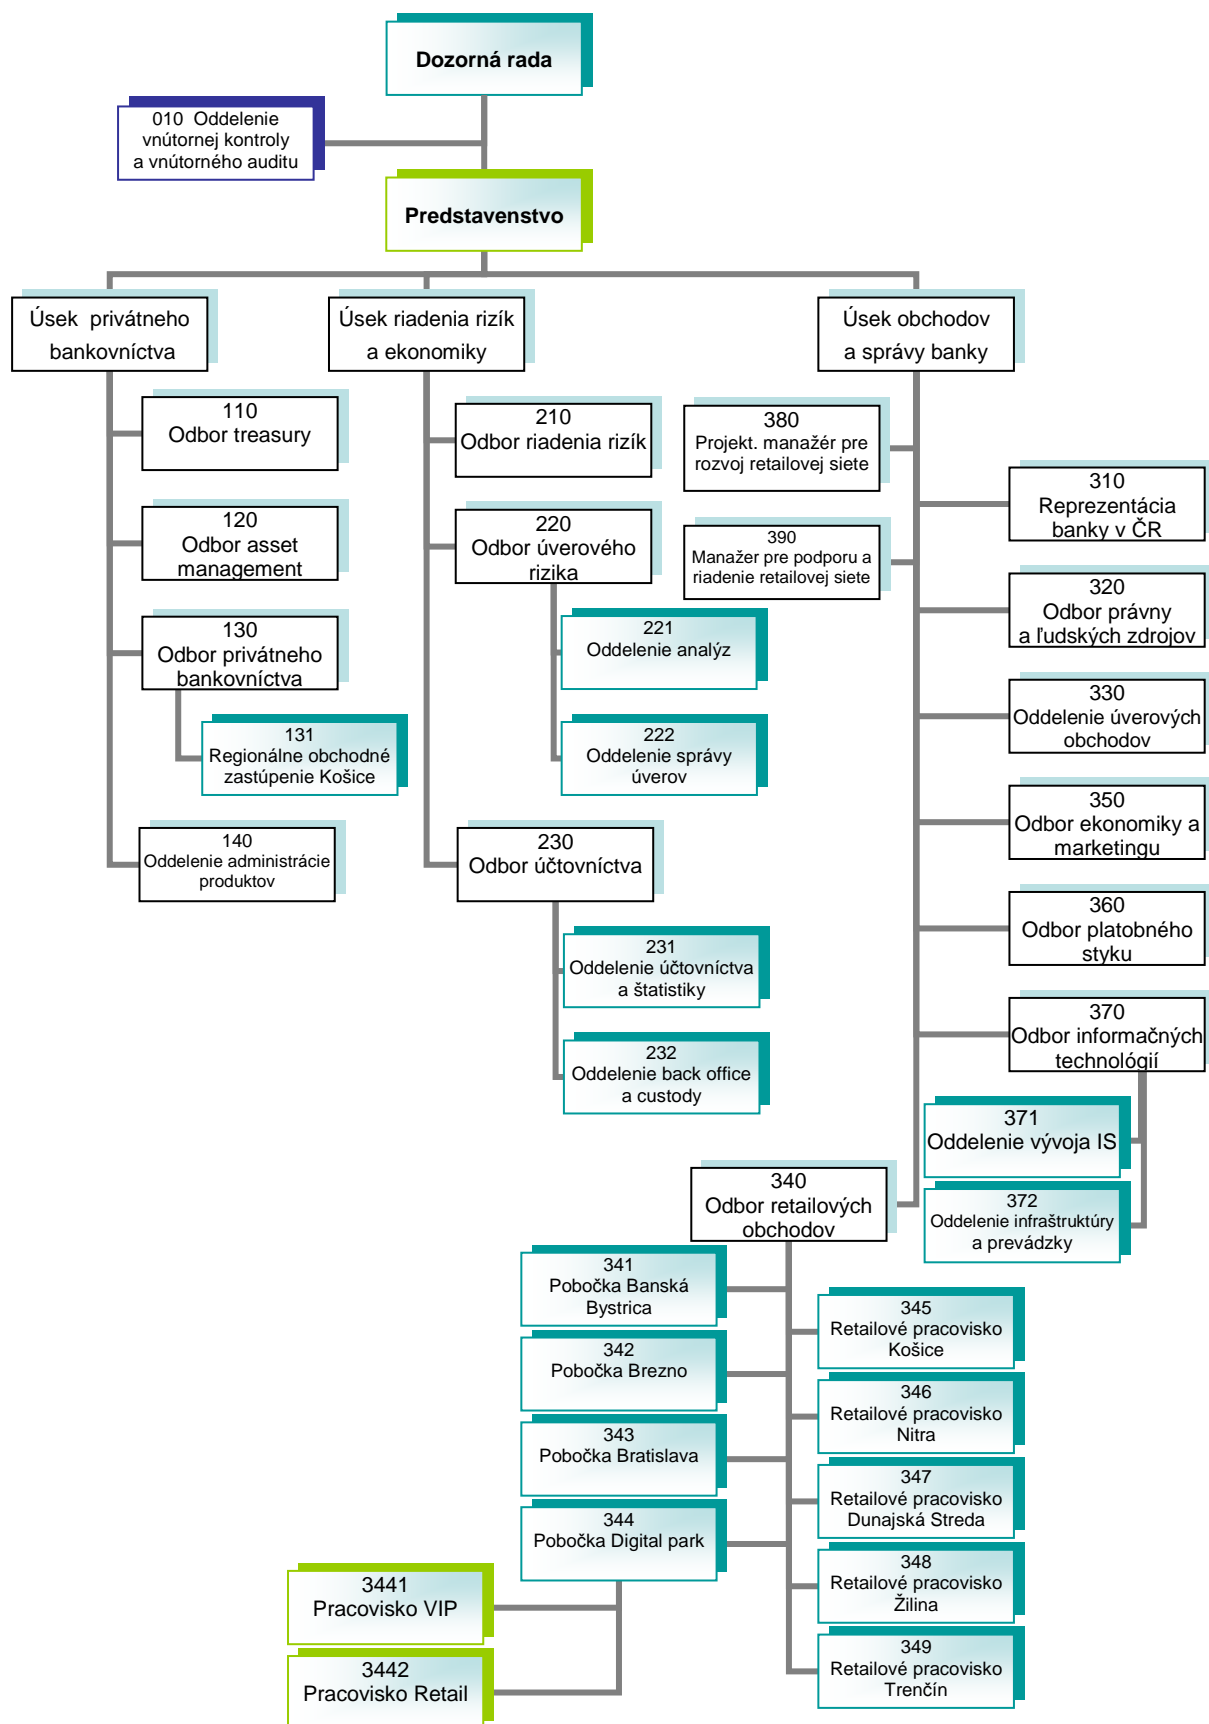 Dozorná rada
010 Oddelenie
vnútornej kontroly
a vnútorného auditu
Predstavenstvo
Úsek privátneho
bankovníctva
Úsek riadenia rizík
a ekonomiky
Úsek obchodov
a správy banky
110
Odbor treasury
120
Odbor asset
management
130
Odbor privátneho
bankovníctva
131
Regionálne obchodné
zastúpenie Košice
140
Oddelenie administrácie
produktov
210
Odbor riadenia rizík
220
Odbor úverového
rizika
221
Oddelenie analýz
222
Oddelenie správy
úverov
230
Odbor účtovníctva
231
Oddelenie účtovníctva
a štatistiky
232
Oddelenie back office
a custody
380
Projekt. manažér pre
rozvoj retailovej siete
390
Manažer pre podporu a
riadenie retailovej siete
310
Reprezentácia
banky v ČR
320
Odbor právny
a ľudských zdrojov
330
Oddelenie úverových
obchodov
350
Odbor ekonomiky a
marketingu
360
Odbor platobného
styku
370
Odbor informačných
technológií
371
Oddelenie vývoja IS
372
Oddelenie infraštruktúry
a prevádzky
340
Odbor retailových
obchodov
341
Pobočka Banská
Bystrica
342
Pobočka Brezno
343
Pobočka Bratislava
344
Pobočka Digital park
3441
Pracovisko VIP
3442
Pracovisko Retail
345
Retailové pracovisko
Košice
346
Retailové pracovisko
Nitra
347
Retailové pracovisko
Dunajská Streda
348
Retailové pracovisko
Žilina
349
Retailové pracovisko
Trenčín